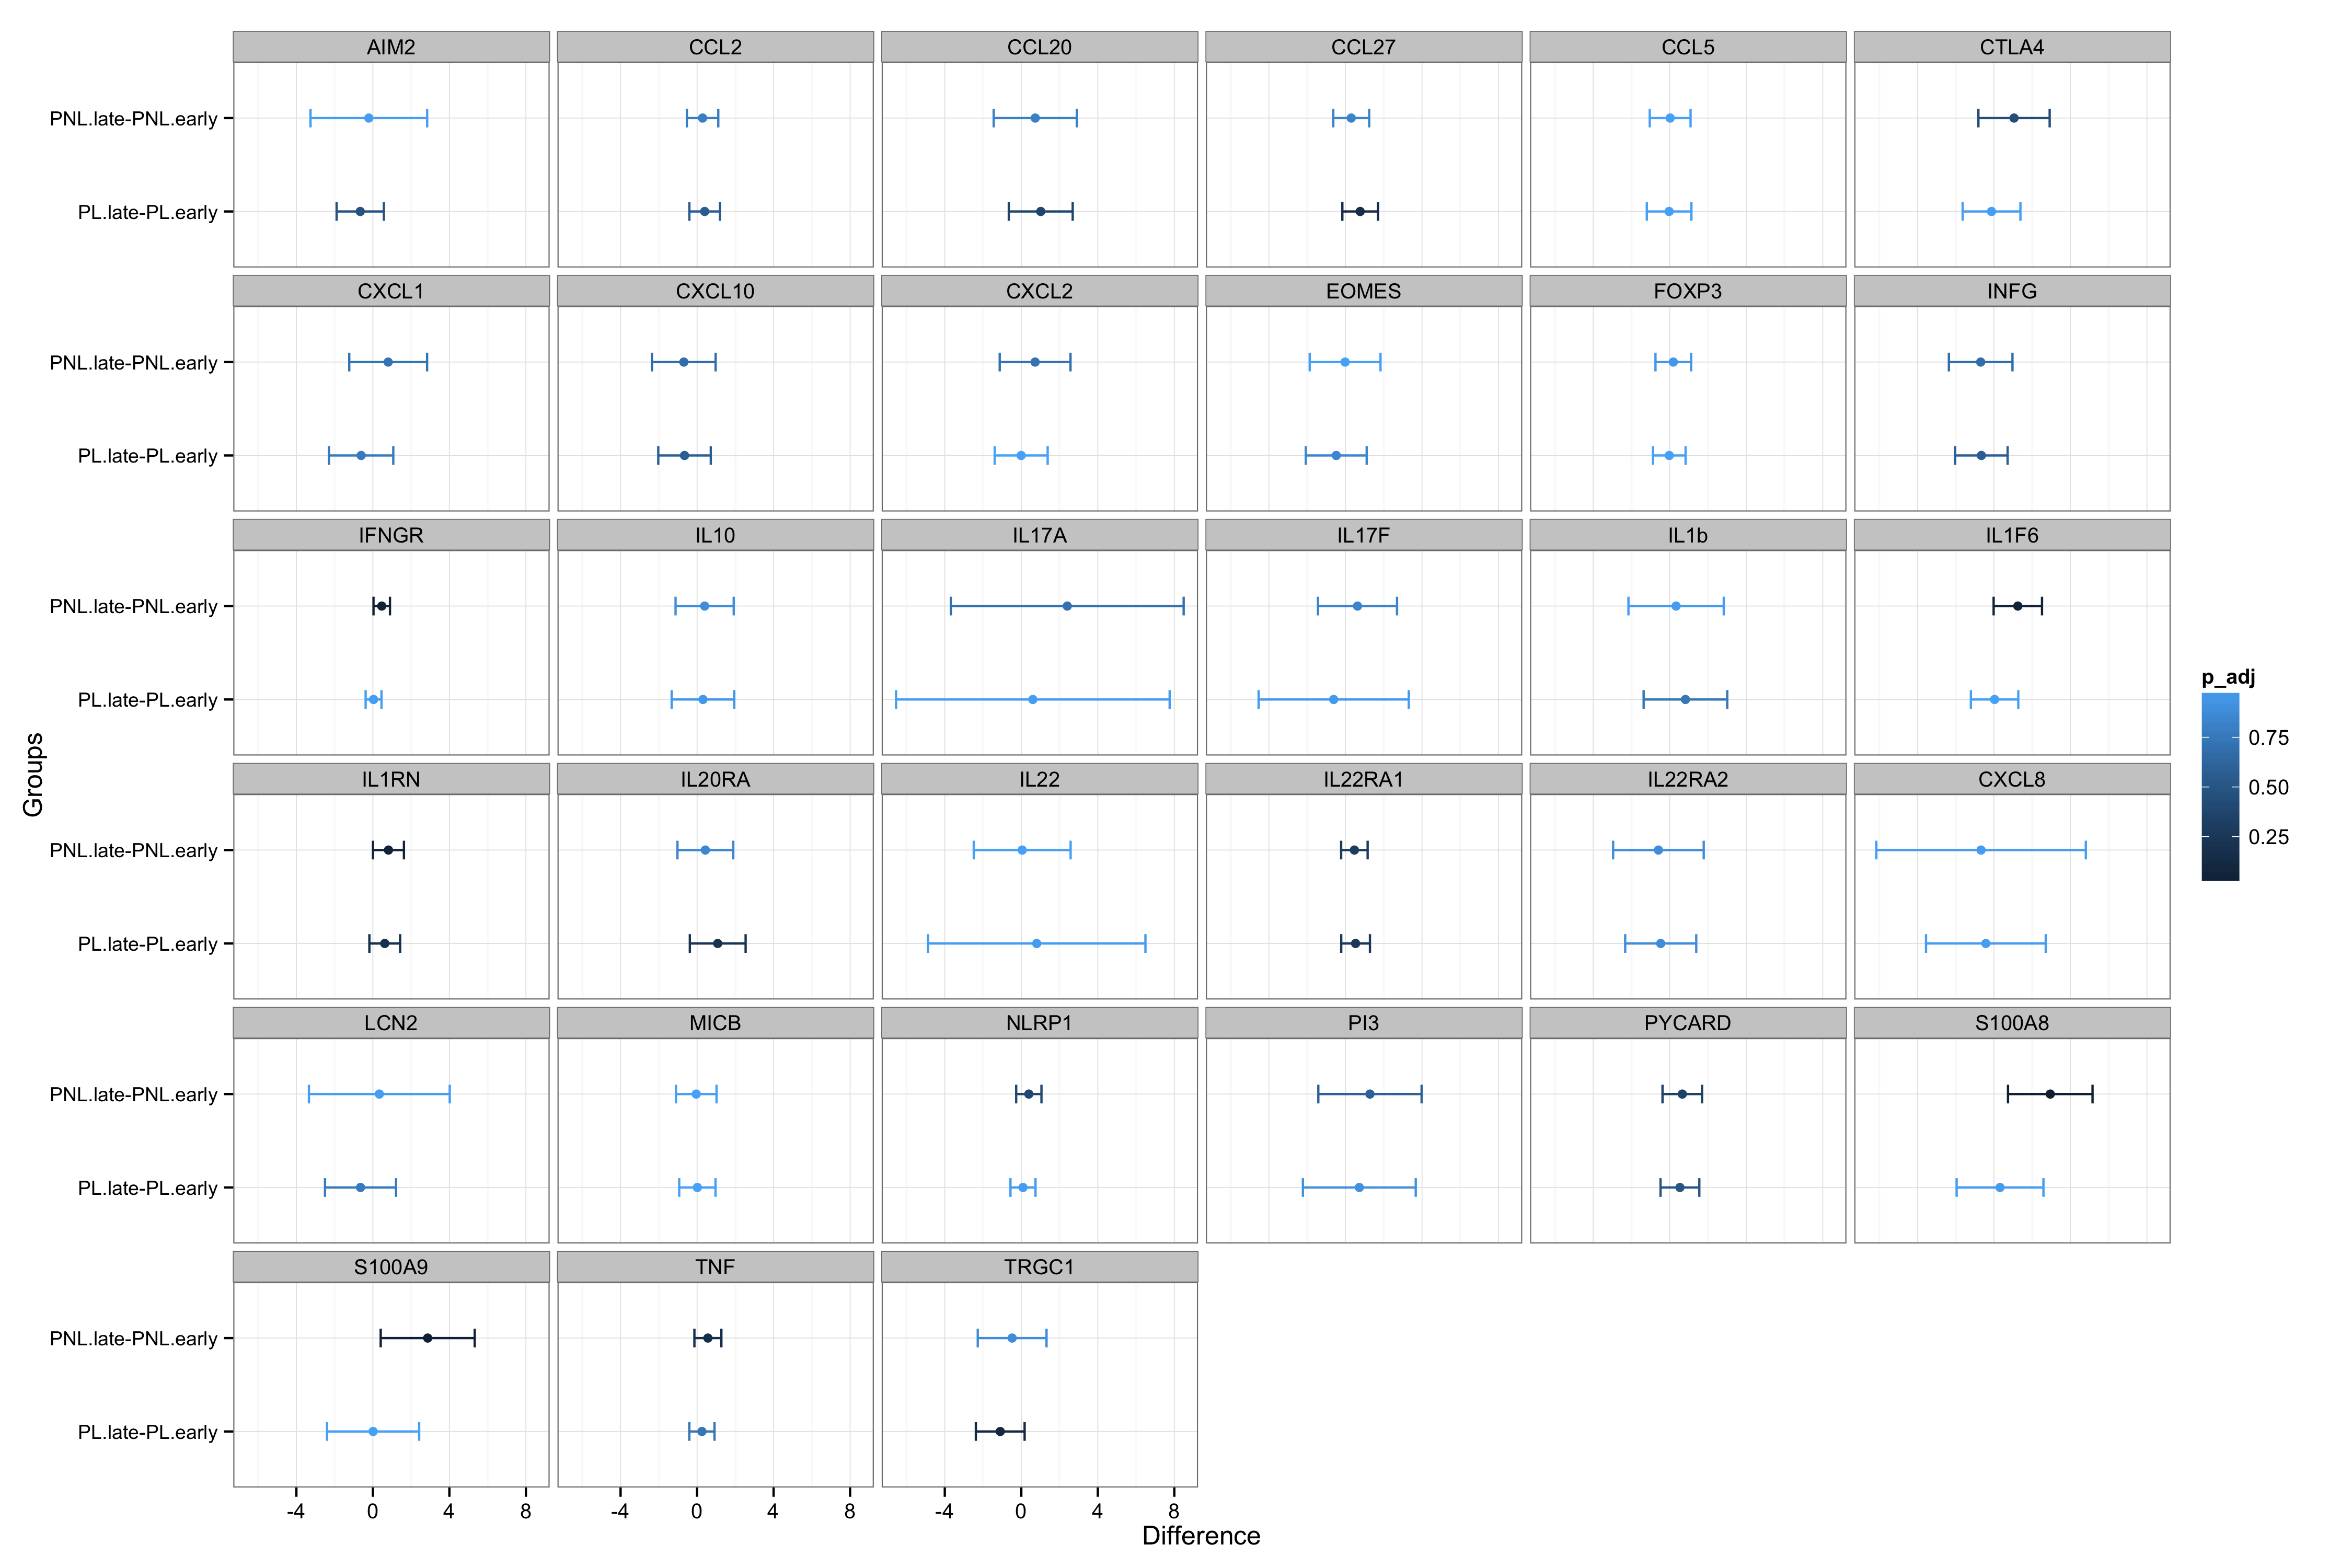 AIM2 CCL2 CCL20 CCL27 CCL5 CTLA4
PNL.late-PNL.early
PL.late-PL.early
CXCL1 CXCL10 CXCL2 EOMES FOXP3 INFG
PNL.late-PNL.early
PL.late-PL.early
IFNGR IL10 IL17A IL17F IL1b IL1F6
PNL.late-PNL.early
PL.late-PL.early
IL1RN IL20RA IL22 IL22RA1 IL22RA2 CXCL8
PNL.late-PNL.early
PL.late-PL.early
LCN2 MICB NLRP1 PI3 PYCARD S100A8
PNL.late-PNL.early
PL.late-PL.early
S100A9 TNF TRGC1
PNL.late-PNL.early
PL.late-PL.early
-4 0 4 8 -4 0 4 8 -4 0 4 8
Difference
Groups
p_adj
0.75
0.50
0.25